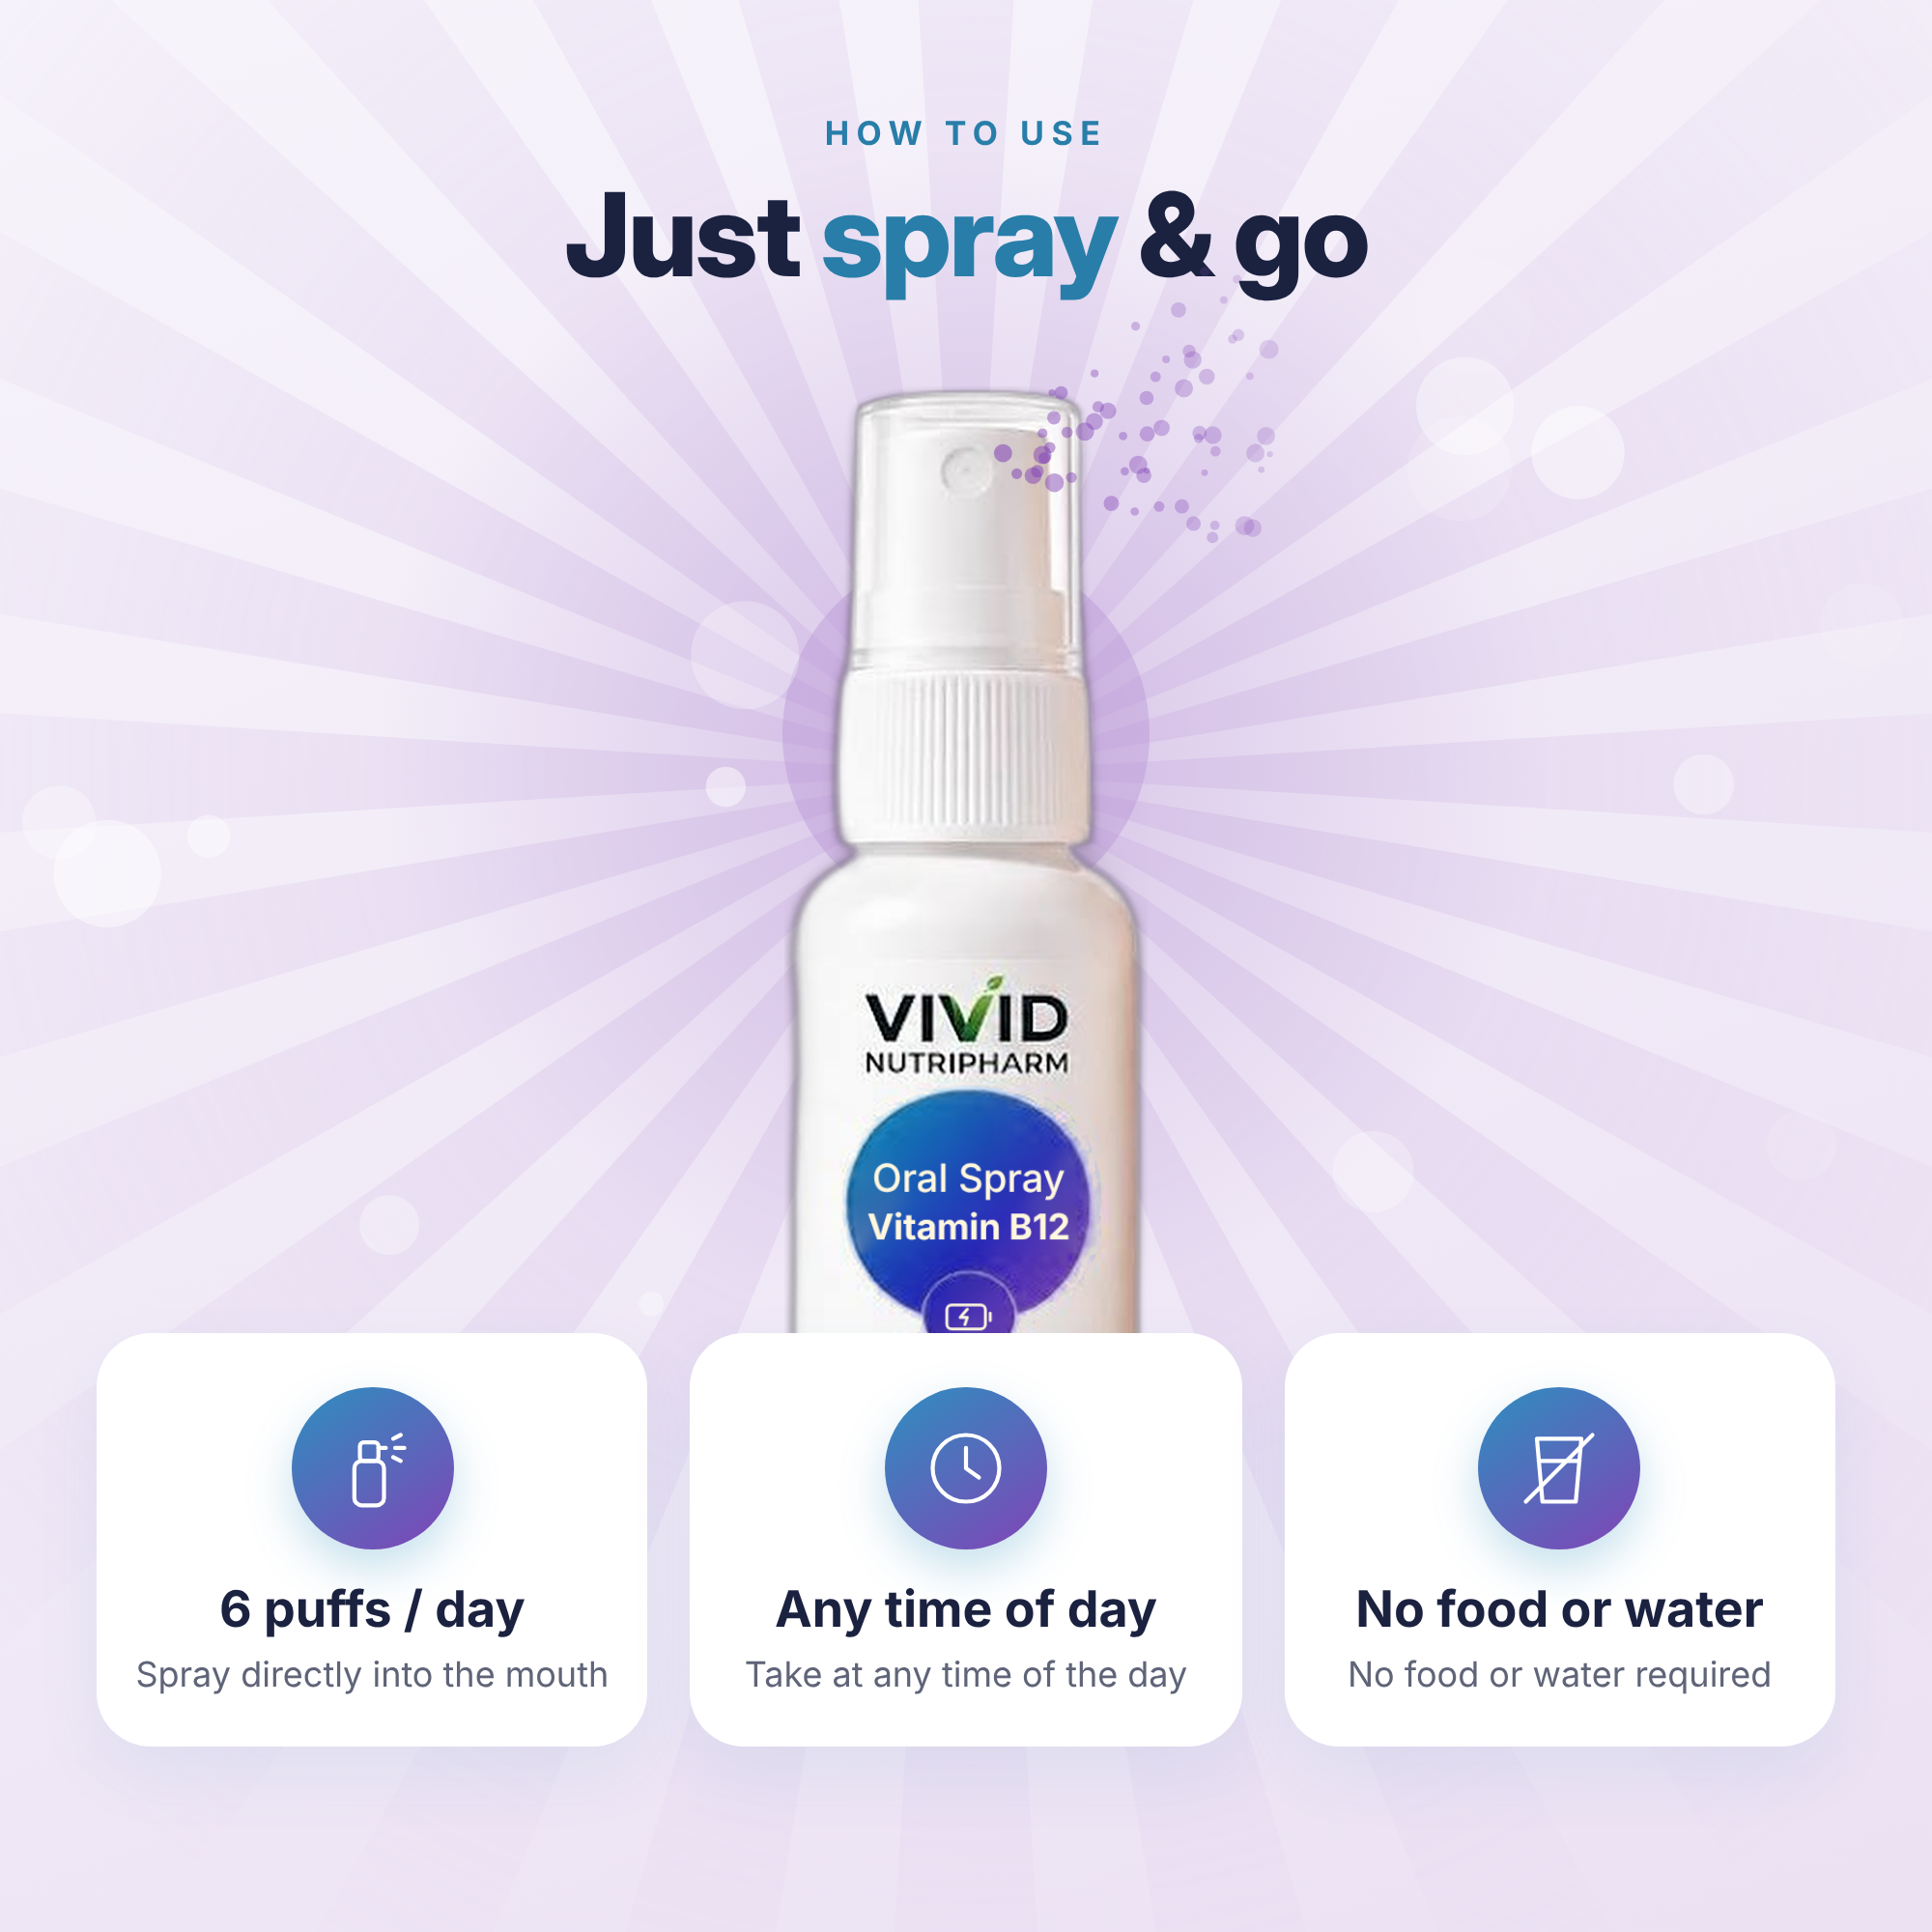 HOW TO USE
Just spray & go
VIVID
NUTRIPHARM
Oral Spray
Vitamin B12
6 puffs / day
Spray directly into the mouth
Any time of day
Take at any time of the day
No food or water
No food or water required